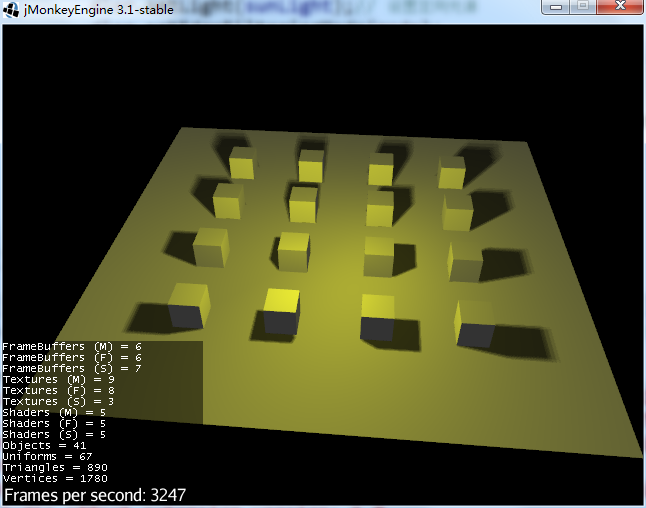 jMonkeyEngine 3.1-stable
FrameBuffers (M) = 6
FrameBuffers (F) = 6
FrameBuffers (S) = 7
Textures (M) = 9
Textures (F) = 8
Textures (S) = 3
Shaders (M) = 5
Shaders (F) = 5
Shaders (S) = 5
Objects = 41
Uniforms = 67
Triangles = 890
Vertices = 1780
Frames per second: 3247